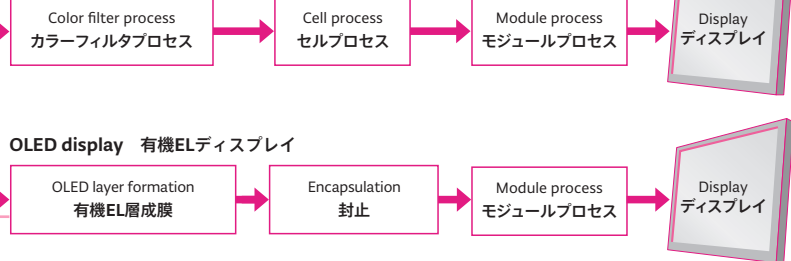 Color filter process
カラーフィルタプロセス
Cell process
セルプロセス
Module process
モジュールプロセス
Display
ディスプレイ
OLED display 有機ELディスプレイ
OLED layer formation
有機EL層成膜
Encapsulation
封止
Module process
モジュールプロセス
Display
ディスプレイ